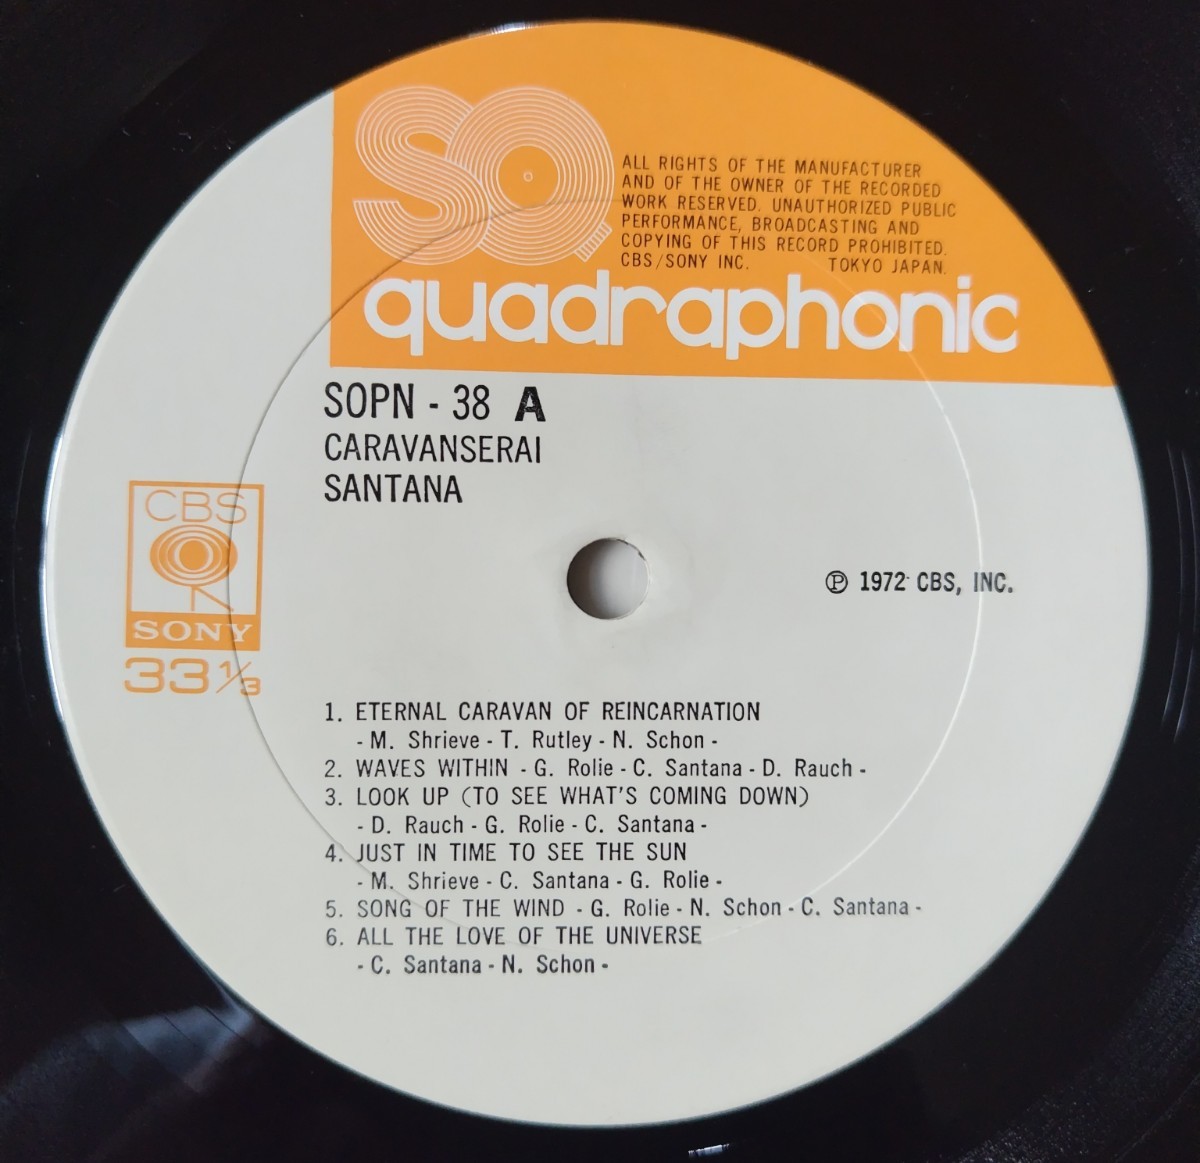 SQ
ALL RIGHTS OF THE MANUFACTURER
AND OF THE OWNER OF THE RECORDED
WORK RESERVED. UNAUTHORIZED PUBLIC
PERFORMANCE, BROADCASTING AND
COPYING OF THIS RECORD PROHIBITED.
CBS/SONY INC. TOKYO JAPAN.
quadraphonic
SOPN - 38 A
CARAVANSERAI
SANTANA
CBS
SONY
33 1/3
Ⓟ 1972 CBS, INC.
1. ETERNAL CARAVAN OF REINCARNATION
- M. Shrieve - T. Rutley - N. Schon -
2. WAVES WITHIN - G. Rolie - C. Santana - D. Rauch -
3. LOOK UP (TO SEE WHAT'S COMING DOWN)
- D. Rauch - G. Rolie - C. Santana -
4. JUST IN TIME TO SEE THE SUN
- M. Shrieve - C. Santana - G. Rolie -
5. SONG OF THE WIND - G. Rolie - N. Schon - C. Santana -
6. ALL THE LOVE OF THE UNIVERSE
- C. Santana - N. Schon -